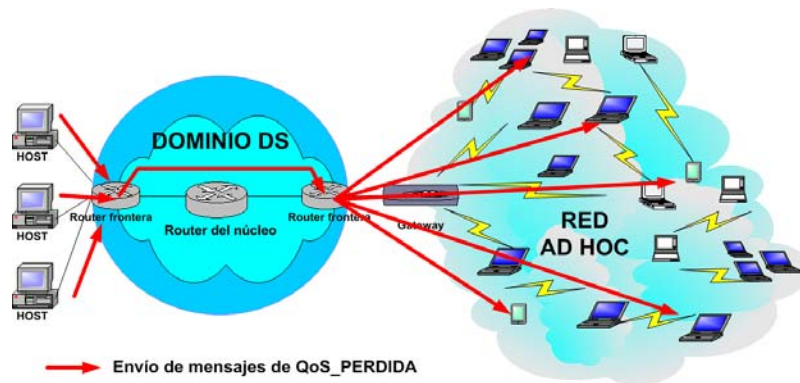 DOMINIO DS
HOST
HOST
HOST
Router frontera
Router del núcleo
Router frontera
Gateway
RED
AD HOC
Envío de mensajes de QoS_PERDIDA